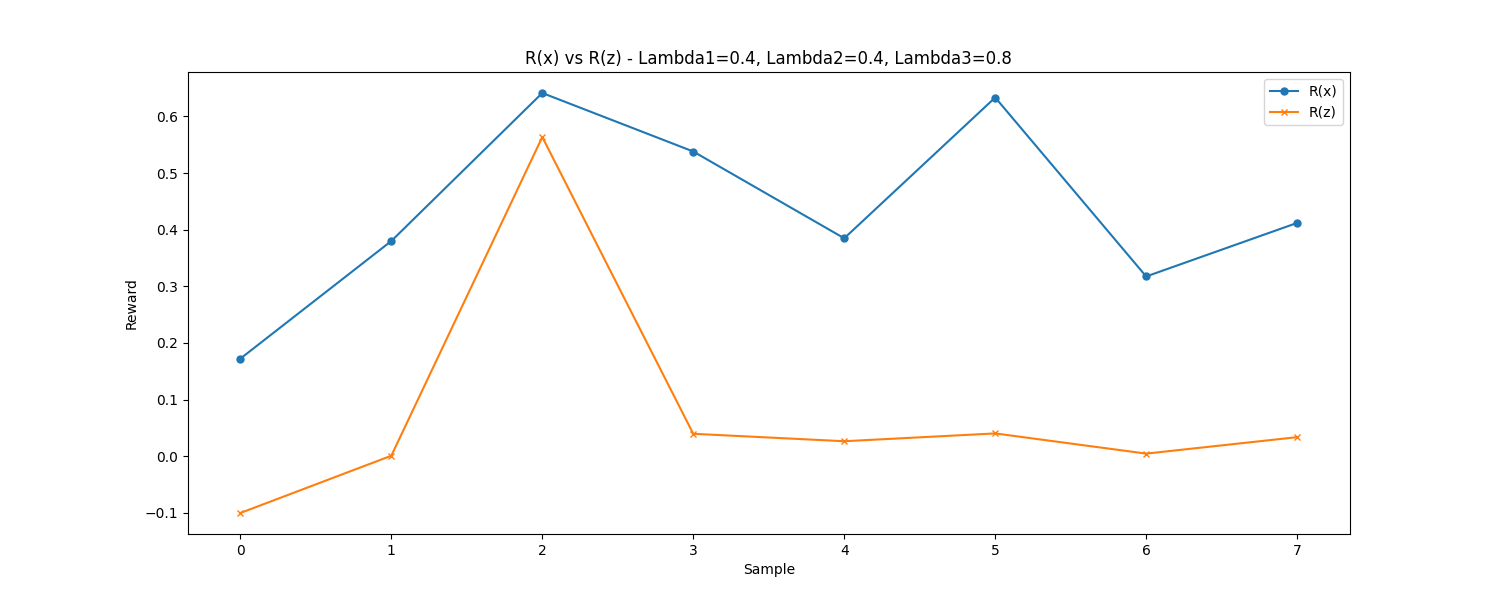 R(x) vs R(z) - Lambda1=0.4, Lambda2=0.4, Lambda3=0.8
R(x)
R(z)
0.6
0.5
0.4
0.3
0.2
0.1
0.0
−0.1
Reward
0 1 2 3 4 5 6 7
Sample